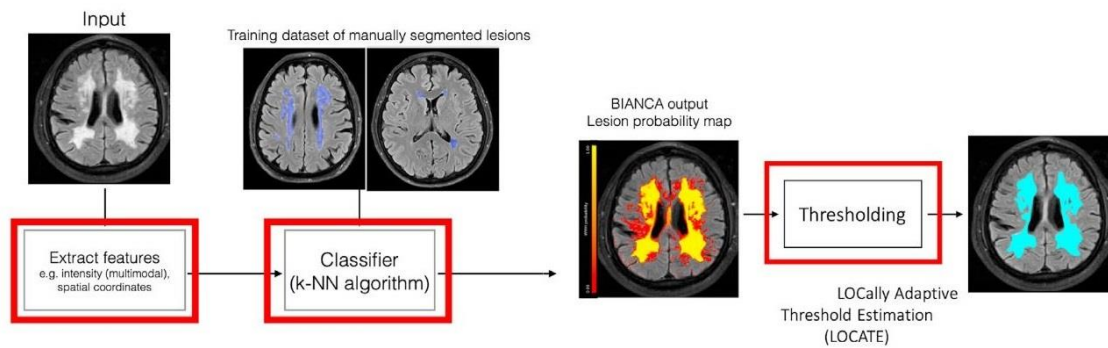 Input
Training dataset of manually segmented lesions
Extract features
e.g. intensity (multimodal),
spatial coordinates
Classifier
(k-NN algorithm)
BIANCA output
Lesion probability map
Thresholding
LOCally Adaptive
Threshold Estimation
(LOCATE)